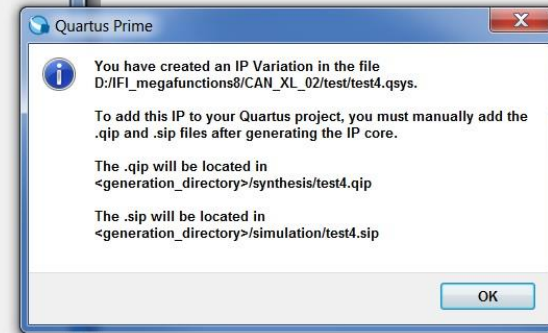 Quartus Prime
You have created an IP Variation in the file
D:/IFI_megafunctions8/CAN_XL_02/test/test4.qsys.
To add this IP to your Quartus project, you must manually add the
.qip and .sip files after generating the IP core.
The .qip will be located in
<generation_directory>/synthesis/test4.qip
The .sip will be located in
<generation_directory>/simulation/test4.sip
OK